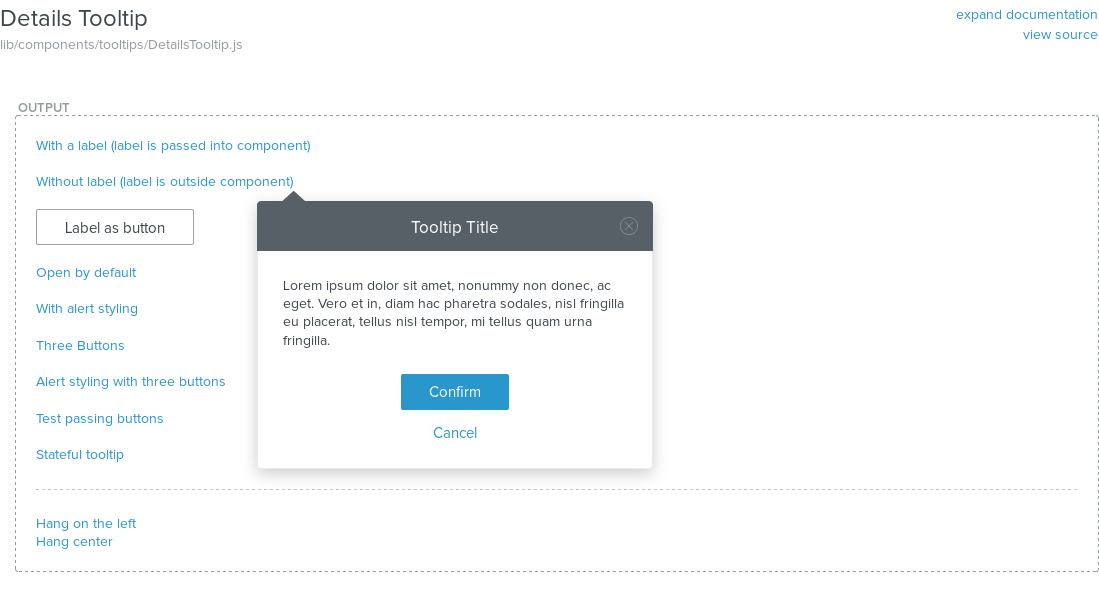 Details Tooltip
expand documentation
lib/components/tooltips/DetailsTooltip.js
view source
OUTPUT
With a label (label is passed into component)
Without label (label is outside component)
Label as button
Open by default
With alert styling
Three Buttons
Alert styling with three buttons
Test passing buttons
Stateful tooltip
Tooltip Title
Lorem ipsum dolor sit amet, nonummy non donec, ac
eget. Vero et in, diam hac pharetra sodales, nisl fringilla
eu placerat, tellus nisl tempor, mi tellus quam urna
fringilla.
Confirm
Cancel
Hang on the left
Hang center